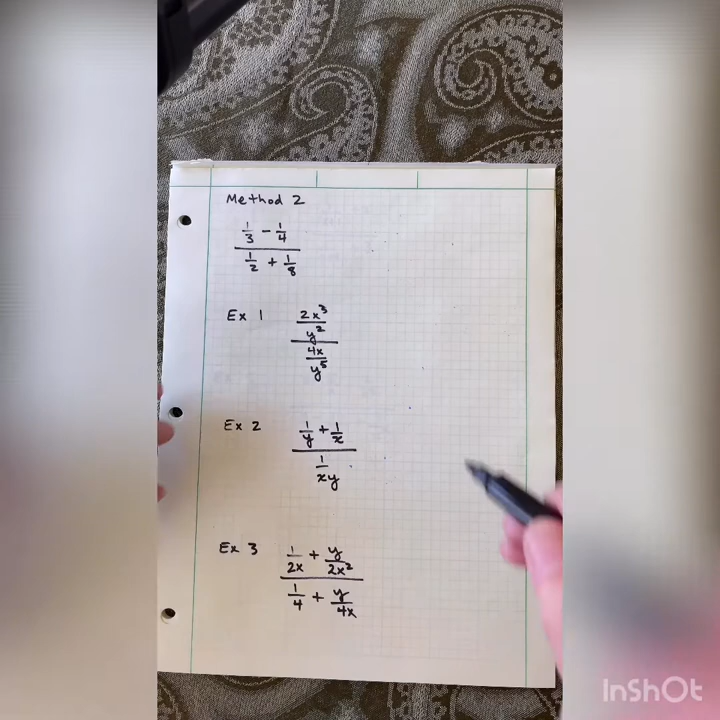 Method 2
1/3 - 1/4
1/2 + 1/8
Ex 1
2x³/y²
4x/y⁵
Ex 2
1/y + 1/x
1/xy
Ex 3
1/2x + y/2x²
1/4 + y/4x
InShOt